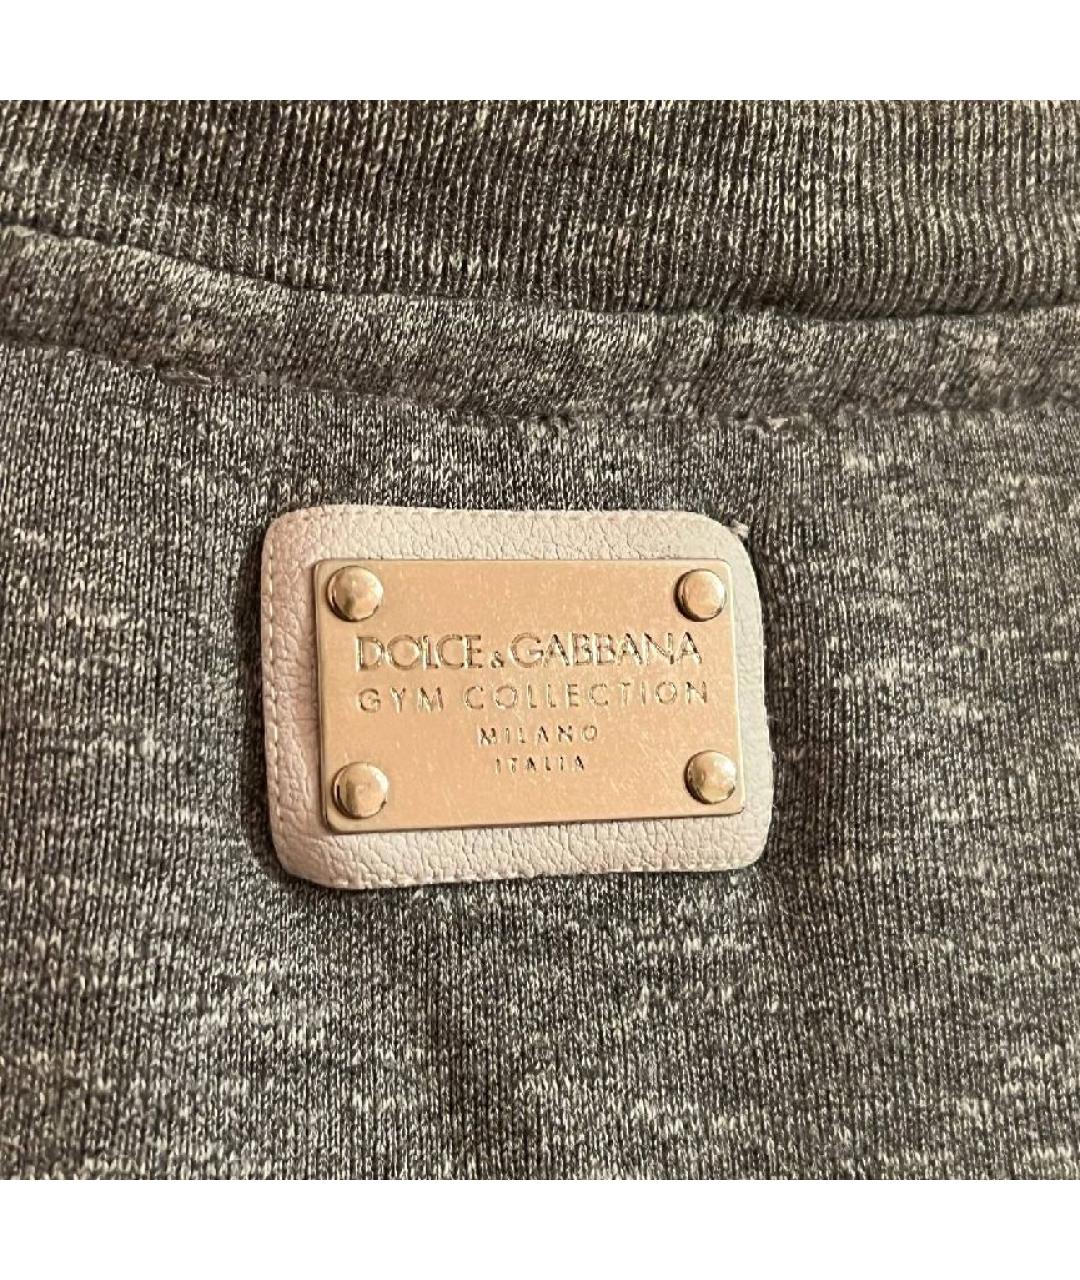 DOLCE & GABBANA
GYM COLLECTION
MILANO
ITALIA